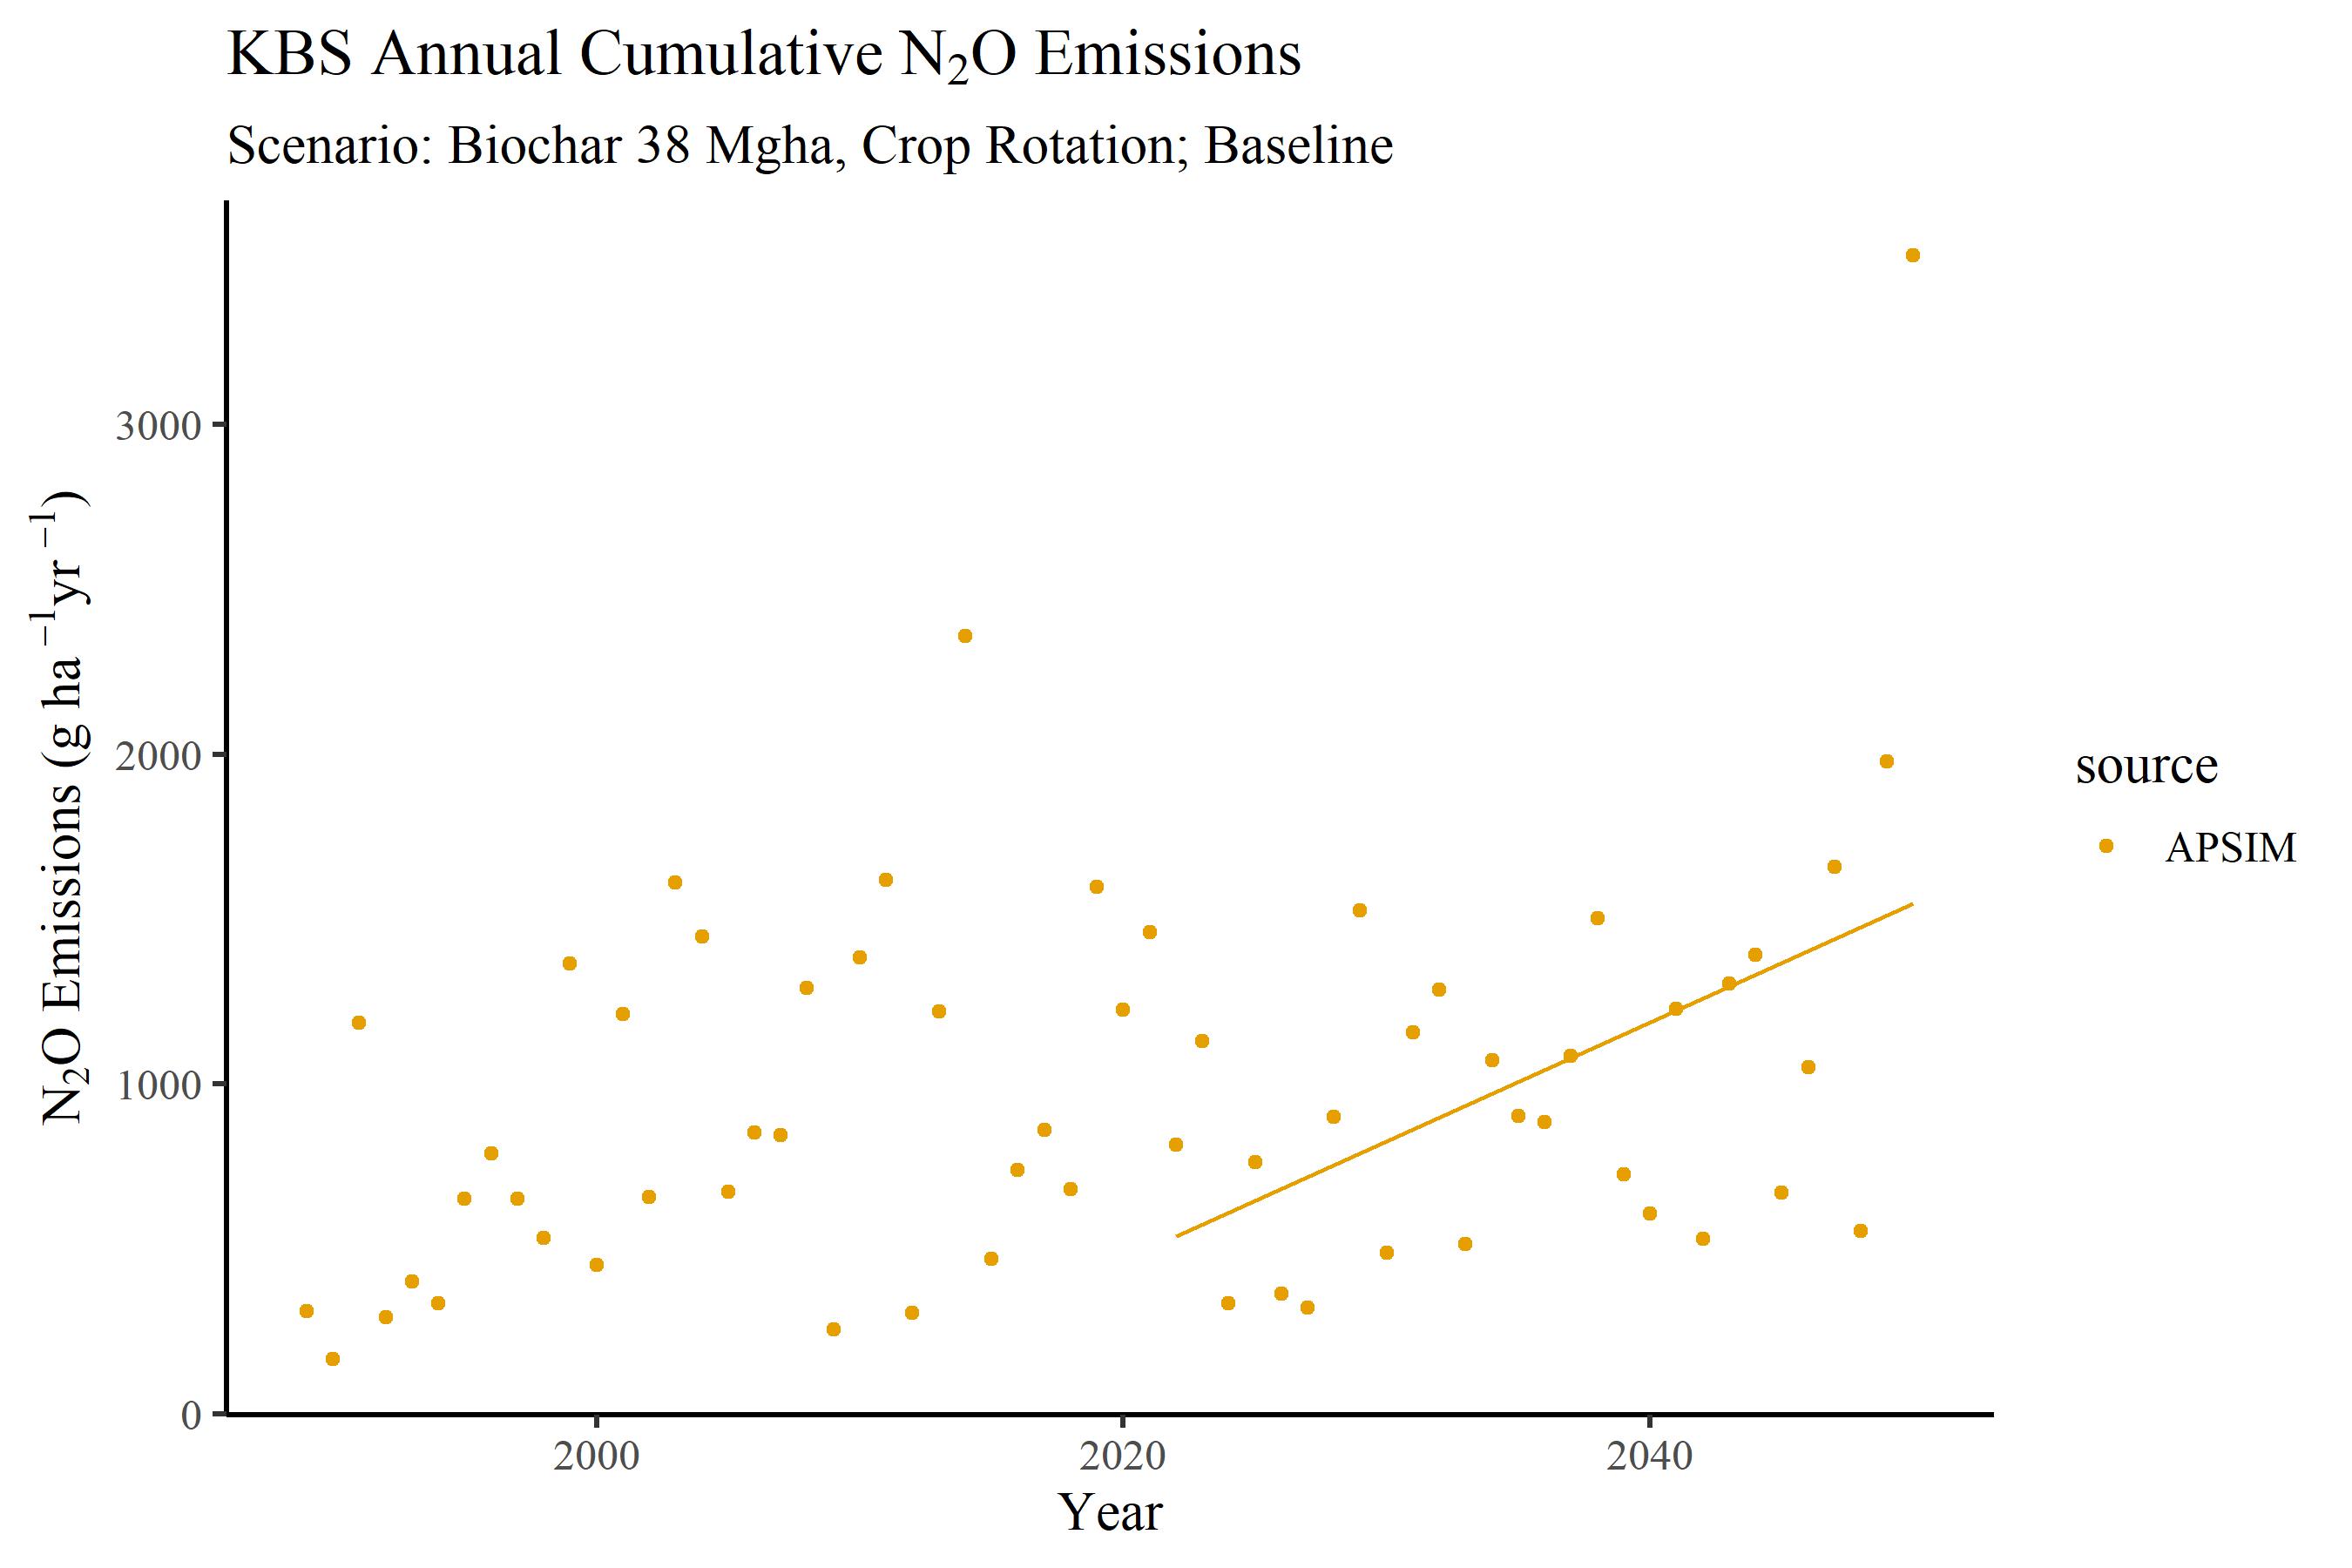 KBS Annual Cumulative N₂O Emissions
Scenario: Biochar 38 Mgha, Crop Rotation; Baseline
N₂O Emissions (g ha ⁻¹yr ⁻¹)
3000
2000
1000
0
2000
2020
2040
Year
source
APSIM